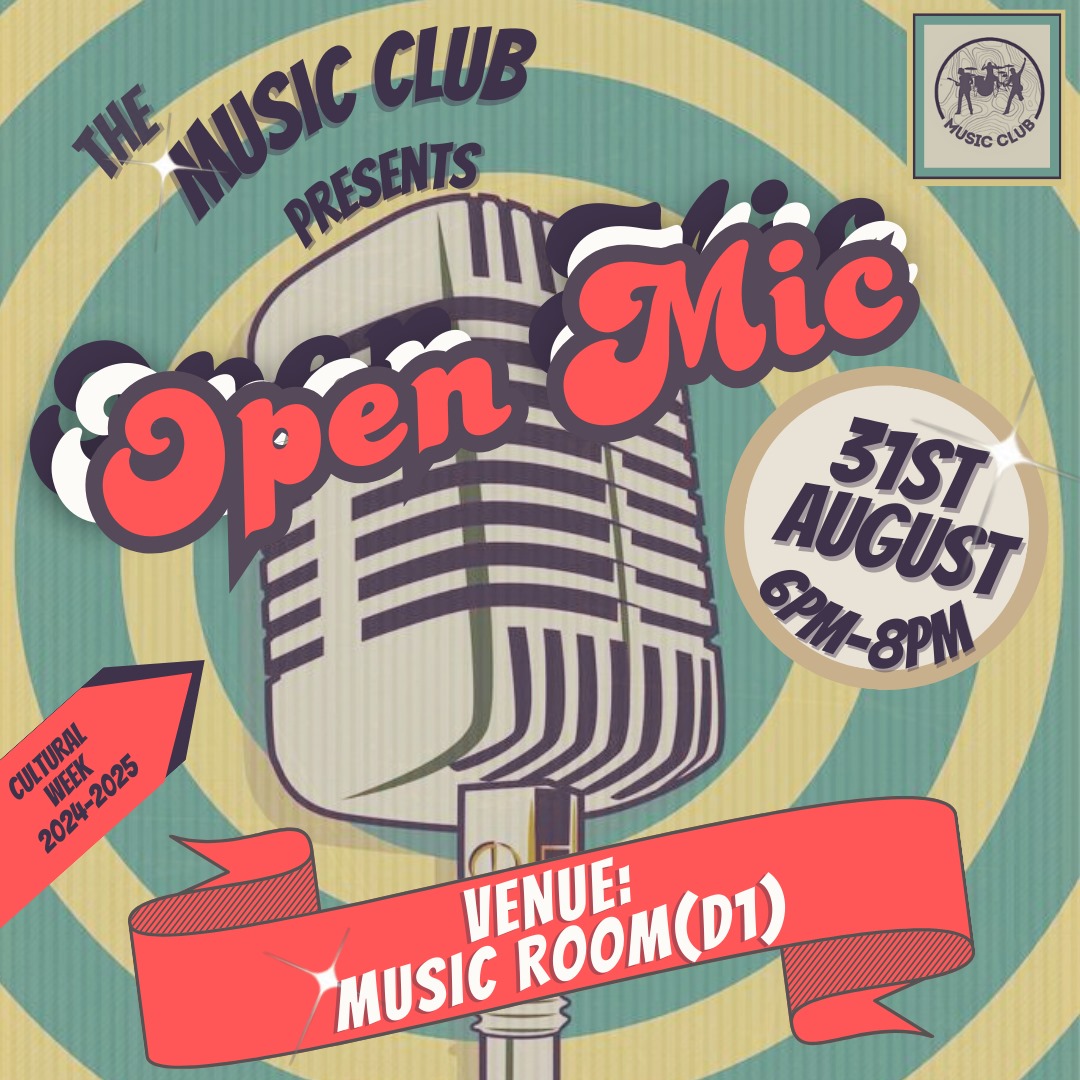 THE MUSIC CLUB
PRESENTS
MUSIC CLUB
Open Mic
31ST
AUGUST
6PM-8PM
CULTURAL
WEEK
2024-2025
VENUE:
MUSIC ROOM(D1)